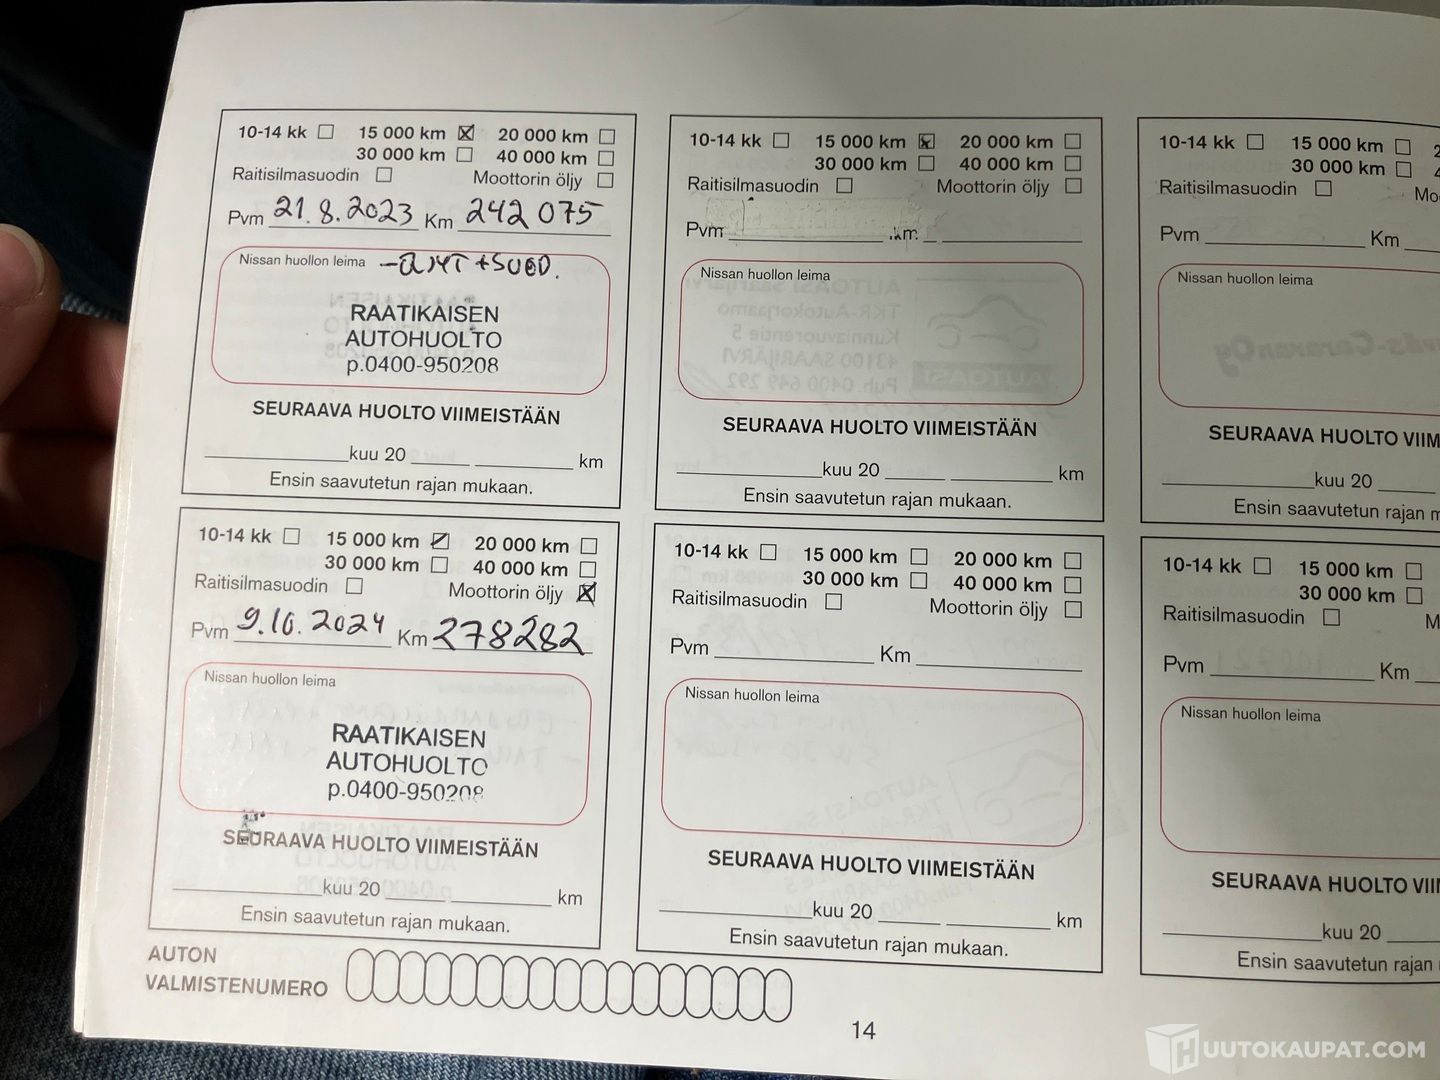 10-14 kk 15 000 km 20 000 km
30 000 km 40 000 km
Raitisilmasuodin Moottorin öljy
Pvm 21.8.2023 Km 242 075
Nissan huollon leima
RAATIKAISEN
AUTOHUOLTO
p.0400-950208
SEURAAVA HUOLTO VIIMEISTÄÄN
kuu 20 km
Ensin saavutetun rajan mukaan.
10-14 kk 15 000 km 20 000 km
30 000 km 40 000 km
Raitisilmasuodin Moottorin öljy
Pvm km
Nissan huollon leima
SEURAAVA HUOLTO VIIMEISTÄÄN
kuu 20 km
Ensin saavutetun rajan mukaan.
10-14 kk 15 000 km 2
30 000 km 4
Raitisilmasuodin Mo
Pvm Km
Nissan huollon leima
SEURAAVA HUOLTO VIIM
kuu 20
Ensin saavutetun rajan m
10-14 kk 15 000 km 20 000 km
30 000 km 40 000 km
Raitisilmasuodin Moottorin öljy
Pvm 9.10.2024 Km 278282
Nissan huollon leima
RAATIKAISEN
AUTOHUOLTO
p.0400-950208
SEURAAVA HUOLTO VIIMEISTÄÄN
kuu 20 km
Ensin saavutetun rajan mukaan.
10-14 kk 15 000 km 20 000 km
30 000 km 40 000 km
Raitisilmasuodin Moottorin öljy
Pvm Km
Nissan huollon leima
SEURAAVA HUOLTO VIIMEISTÄÄN
kuu 20 km
Ensin saavutetun rajan mukaan.
10-14 kk 15 000 km
30 000 km
Raitisilmasuodin M
Pvm Km
Nissan huollon leima
SEURAAVA HUOLTO VII
kuu 20
Ensin saavutetun rajan
AUTON
VALMISTENUMERO
14
HUUTOKAUPAT.COM